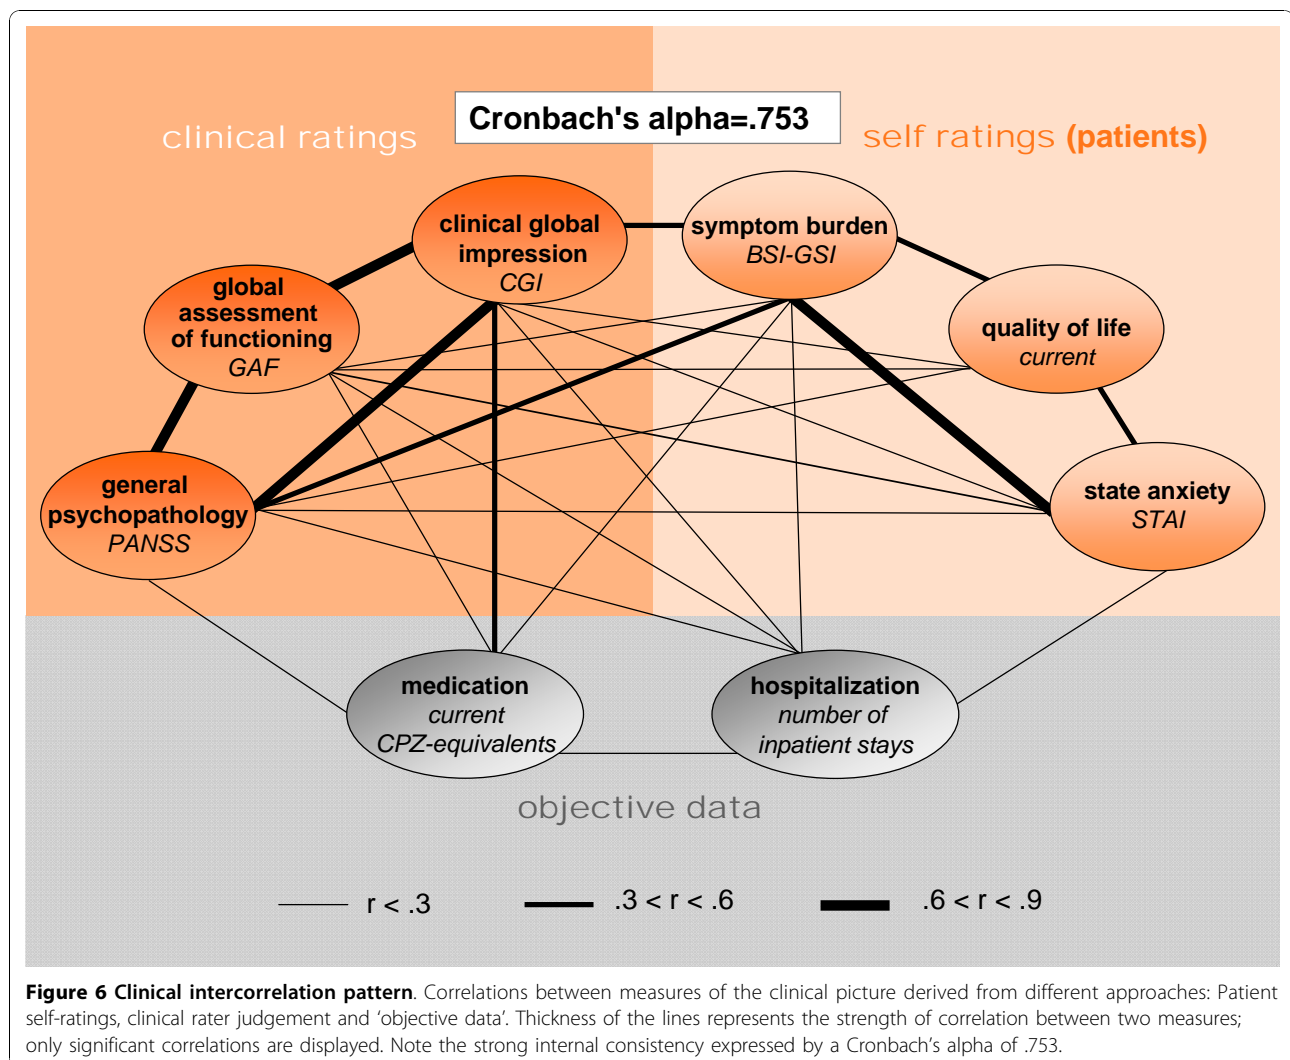 Cronbach's alpha=.753
clinical ratings
self ratings (patients)
clinical global
impression
CGI
symptom burden
BSI-GSI
global
assessment
of functioning
GAF
quality of life
current
general
psychopathology
PANSS
state anxiety
STAI
medication
current
CPZ-equivalents
hospitalization
number of
inpatient stays
objective data
r < .3
.3 < r < .6
.6 < r < .9
Figure 6 Clinical intercorrelation pattern. Correlations between measures of the clinical picture derived from different approaches: Patient
self-ratings, clinical rater judgement and ‘objective data’. Thickness of the lines represents the strength of correlation between two measures;
only significant correlations are displayed. Note the strong internal consistency expressed by a Cronbach’s alpha of .753.